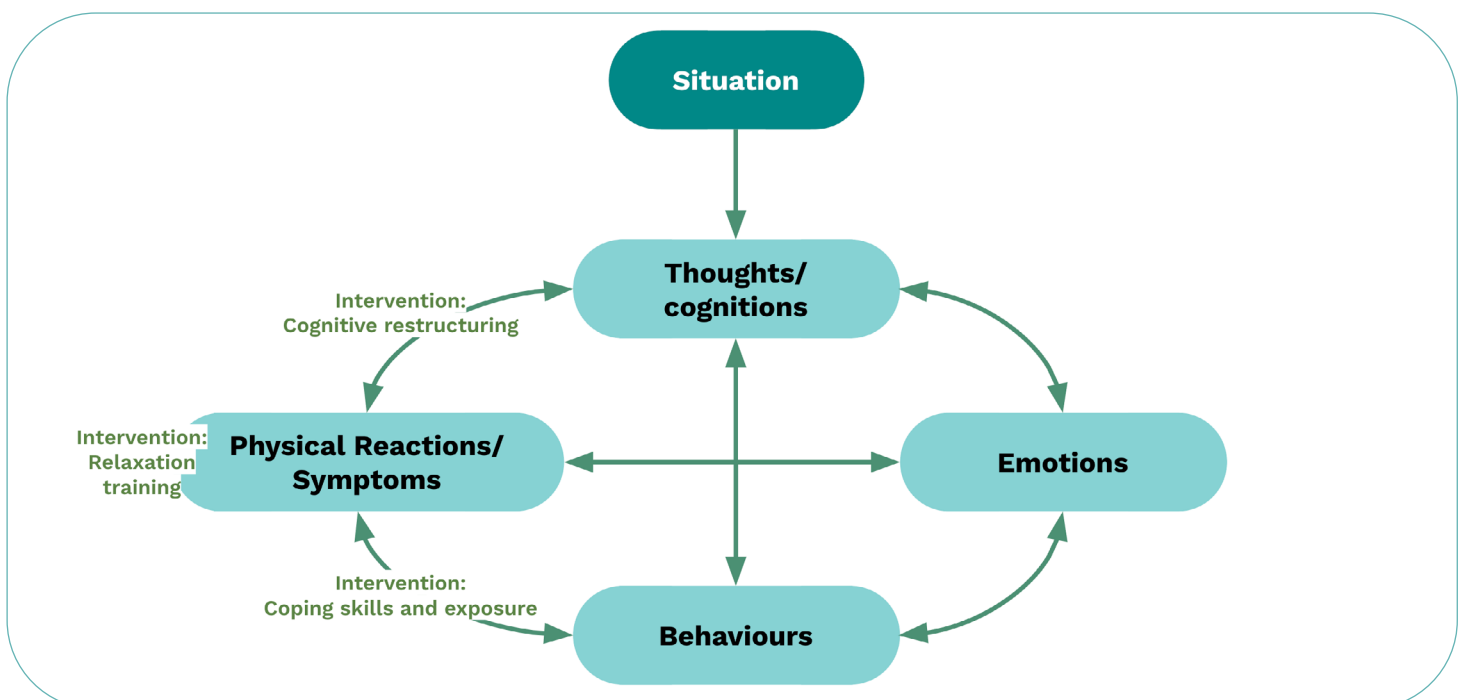 Situation
Thoughts/
cognitions
Intervention:
Cognitive restructuring
Intervention:
Relaxation
training
Physical Reactions/
Symptoms
Emotions
Intervention:
Coping skills and exposure
Behaviours